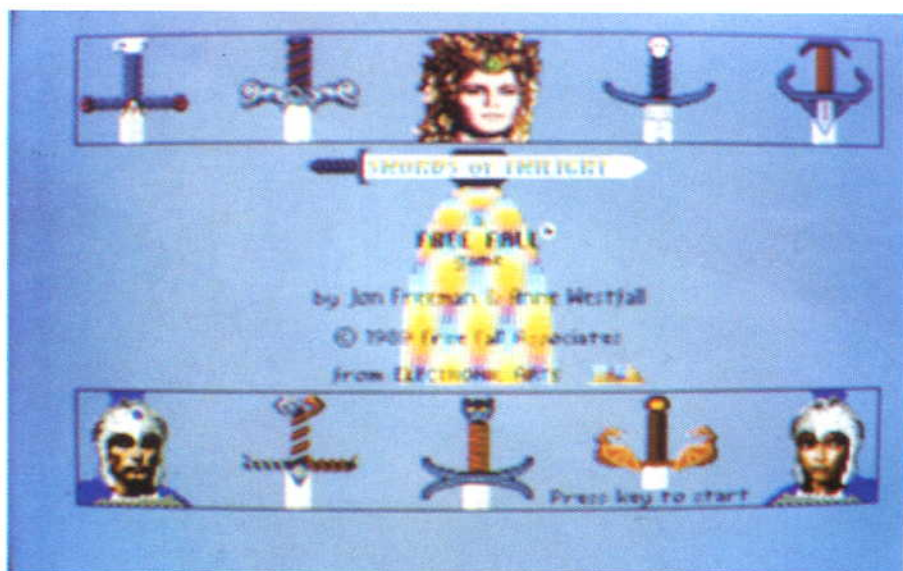 SWORDS of TWILIGHT
a
FREE FALL
game
by Jon Freeman & Anne Westfall
© 1989 Free Fall Associates
from ELECTRONIC ARTS
Press key to start